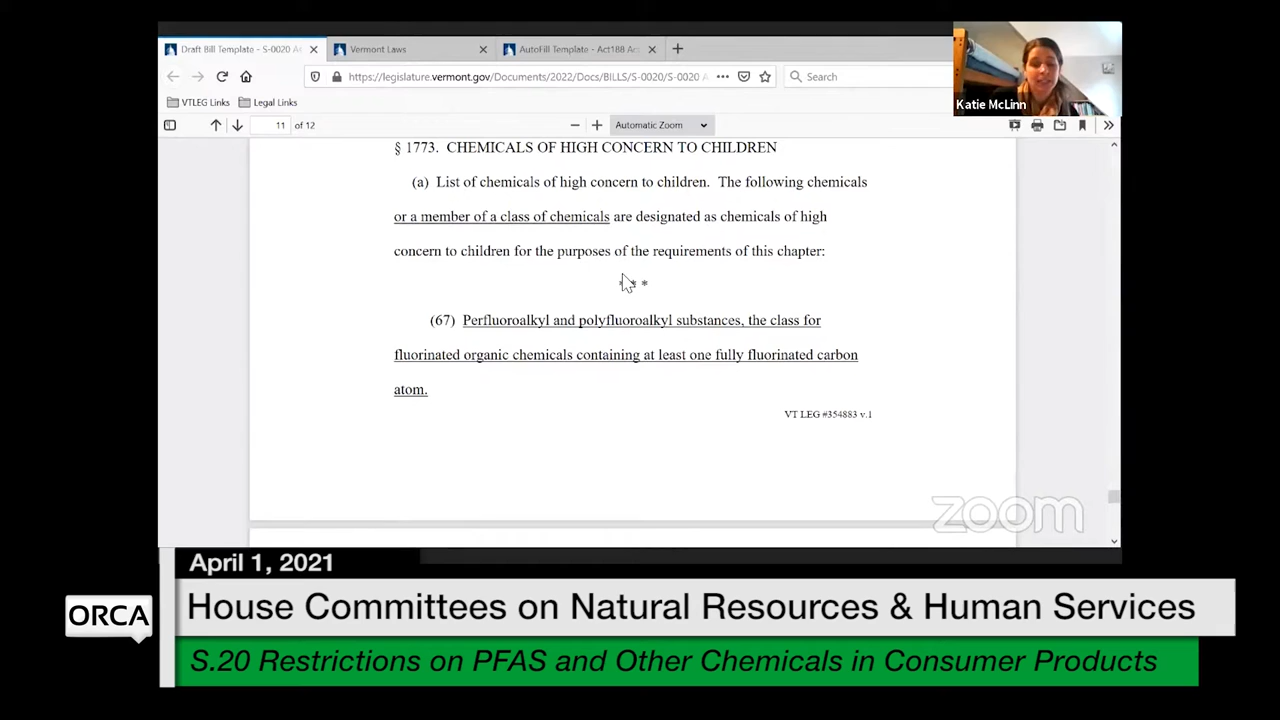 Draft Bill Template - S-0020 A
Vermont Laws
AutoFill Template - Act188 As
https://legislature.vermont.gov/Documents/2022/Docs/BILLS/S-0020/S-0020 A
Search
VTLEG Links
Legal Links
11 of 12
Automatic Zoom
Katie McLinn
§ 1773. CHEMICALS OF HIGH CONCERN TO CHILDREN
(a) List of chemicals of high concern to children. The following chemicals
or a member of a class of chemicals are designated as chemicals of high
concern to children for the purposes of the requirements of this chapter:
* * *
(67) Perfluoroalkyl and polyfluoroalkyl substances, the class for
fluorinated organic chemicals containing at least one fully fluorinated carbon
atom.
VT LEG #354883 v.1
zoom
April 1, 2021
ORCA
House Committees on Natural Resources & Human Services
S.20 Restrictions on PFAS and Other Chemicals in Consumer Products